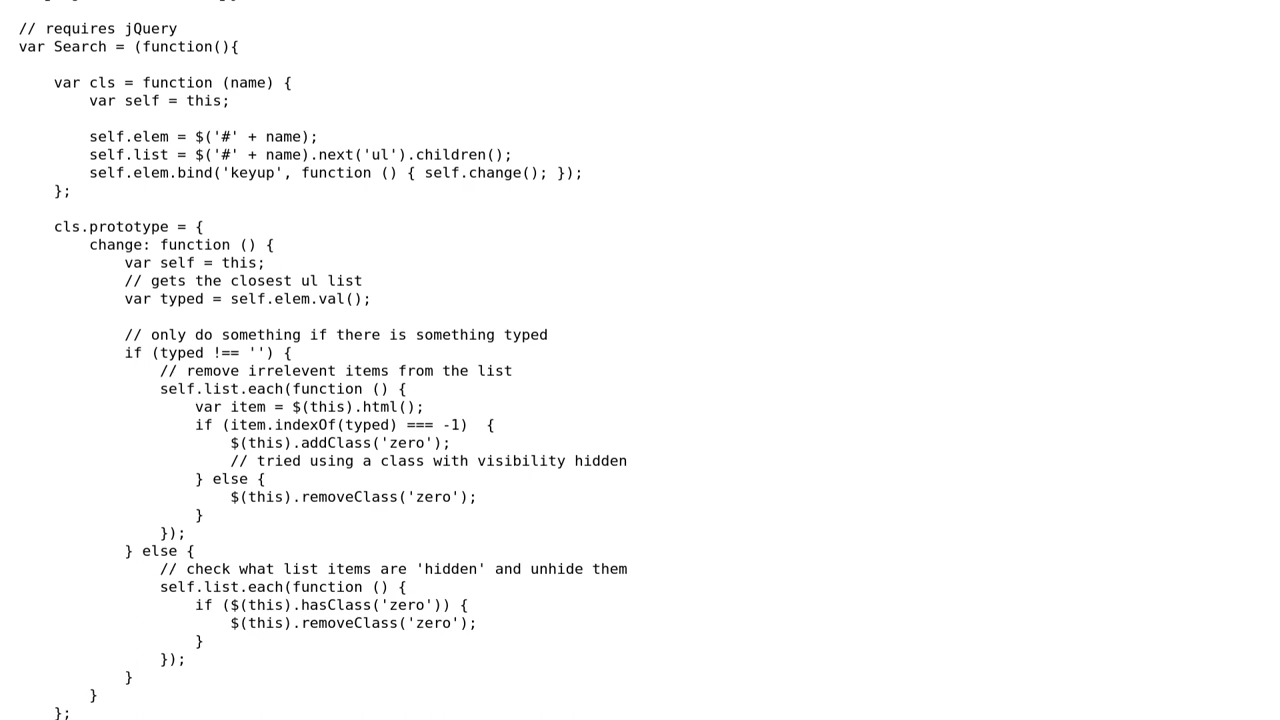 // requires jQuery
var Search = (function(){

    var cls = function (name) {
        var self = this;

        self.elem = $('#' + name);
        self.list = $('#' + name).next('ul').children();
        self.elem.bind('keyup', function () { self.change(); });
    };

    cls.prototype = {
        change: function () {
            var self = this;
            // gets the closest ul list
            var typed = self.elem.val();

            // only do something if there is something typed
            if (typed !== '') {
                // remove irrelevent items from the list
                self.list.each(function () {
                    var item = $(this).html();
                    if (item.indexOf(typed) === -1)  {
                        $(this).addClass('zero');
                        // tried using a class with visibility hidden
                    } else {
                        $(this).removeClass('zero');
                    }
                });
            } else {
                // check what list items are 'hidden' and unhide them
                self.list.each(function () {
                    if ($(this).hasClass('zero')) {
                        $(this).removeClass('zero');
                    }
                });
            }
        }
    };